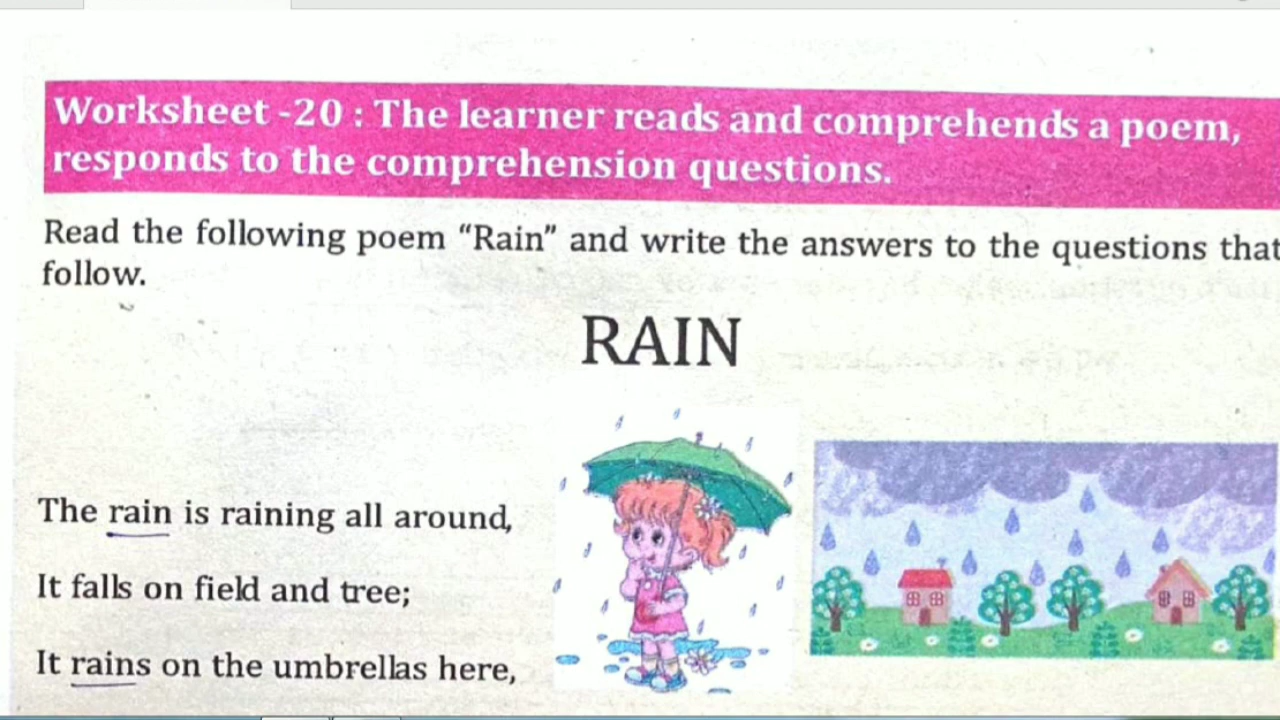 Worksheet -20 : The learner reads and comprehends a poem,
responds to the comprehension questions.
Read the following poem “Rain” and write the answers to the questions that
follow.
RAIN
The rain is raining all around,
It falls on field and tree;
It rains on the umbrellas here,